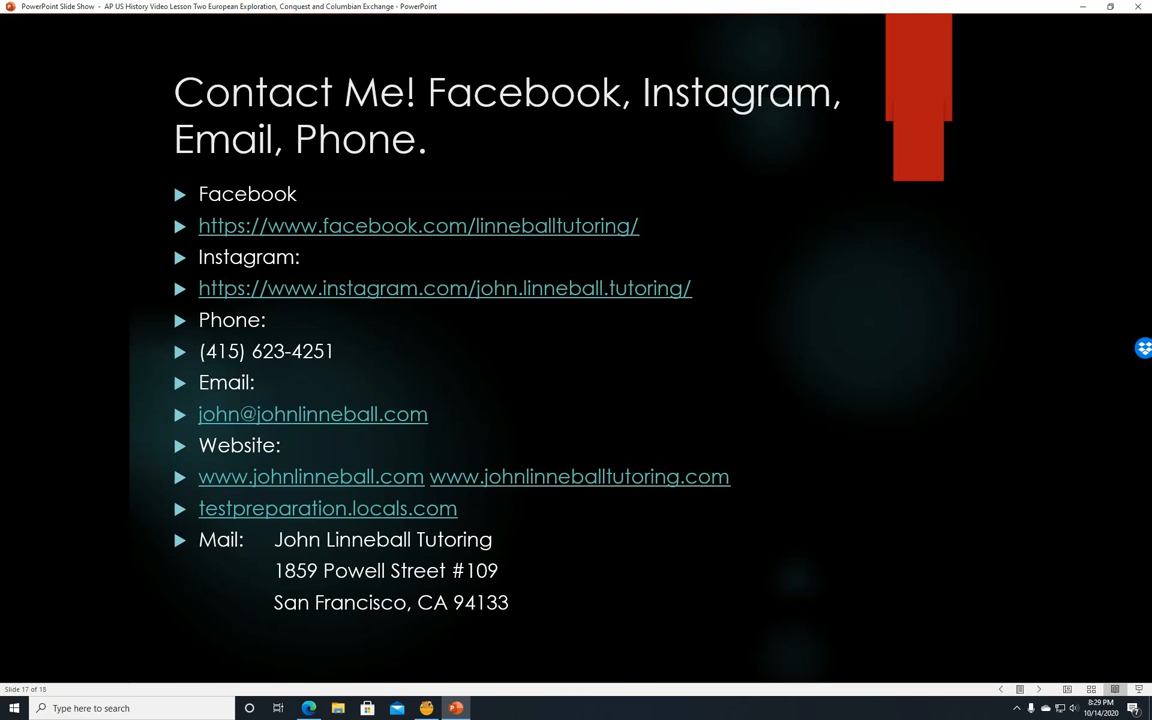 PowerPoint Slide Show - AP US History Video Lesson Two European Exploration, Conquest and Columbian Exchange - PowerPoint
Contact Me! Facebook, Instagram,
Email, Phone.
Facebook
https://www.facebook.com/linneballtutoring/
Instagram:
https://www.instagram.com/john.linneball.tutoring/
Phone:
(415) 623-4251
Email:
john@johnlinneball.com
Website:
www.johnlinneball.com www.johnlinneballtutoring.com
testpreparation.locals.com
Mail: John Linneball Tutoring
1859 Powell Street #109
San Francisco, CA 94133
Slide 17 of 18
Type here to search
8:29 PM
10/14/2020
7